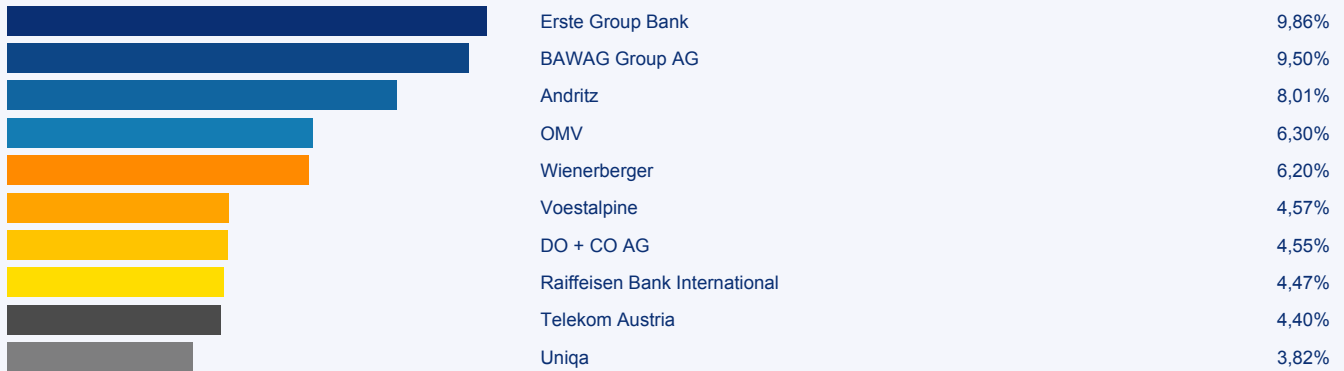 Erste Group Bank 9,86%
BAWAG Group AG 9,50%
Andritz 8,01%
OMV 6,30%
Wienerberger 6,20%
Voestalpine 4,57%
DO + CO AG 4,55%
Raiffeisen Bank International 4,47%
Telekom Austria 4,40%
Uniqa 3,82%